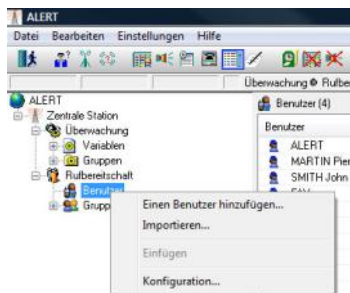 ALERT
Datei Bearbeiten Einstellungen Hilfe
Überwachung
ALERT
Zentrale Station
Überwachung
Variablen
Gruppen
Rufbereitschaft
Benutzer
Grupp
Benutzer (4)
Benutzer
ALERT
MARTIN Pier
SMITH John
Einen Benutzer hinzufügen...
Importieren...
Einfügen
Konfiguration...